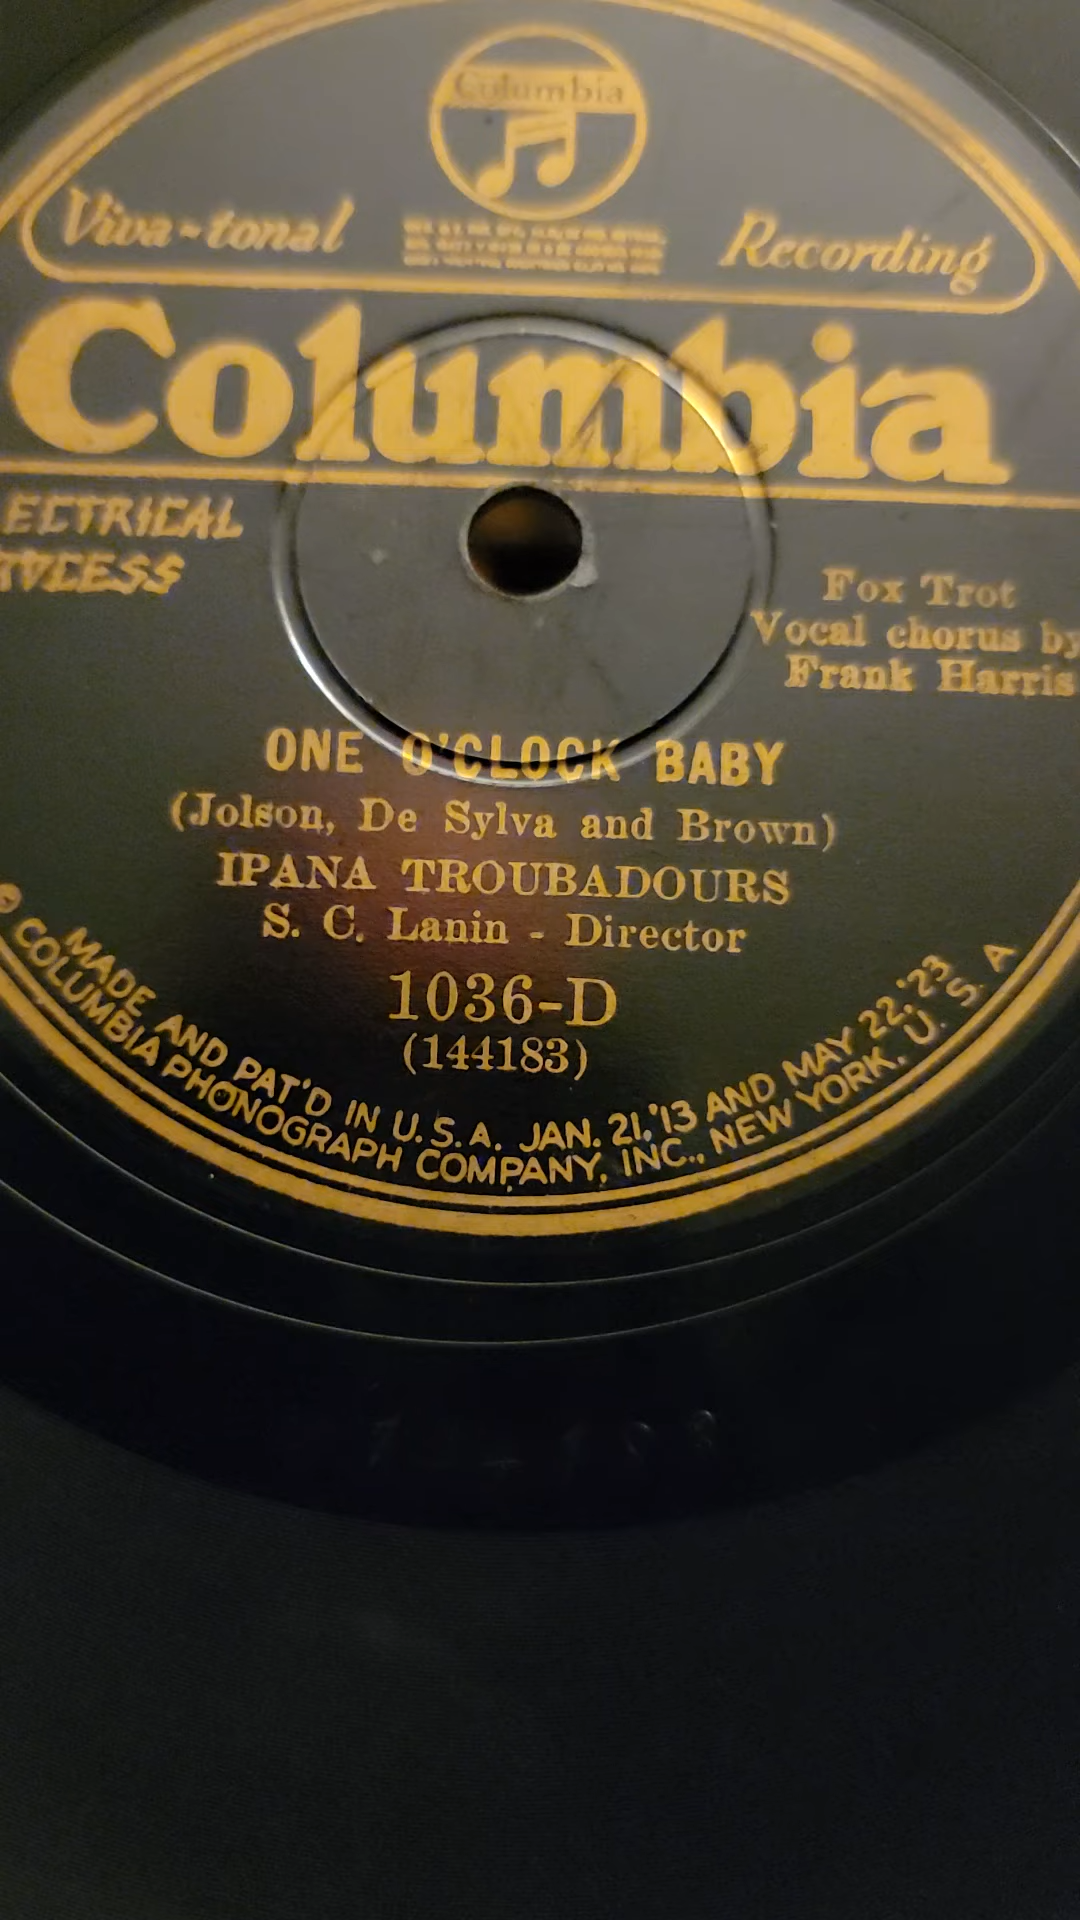 Columbia
Viva-tonal Recording
Columbia
ECTRICAL
Fox Trot
Vocal chorus by
Frank Harris
ONE O'CLOCK BABY
(Jolson, De Sylva and Brown)
IPANA TROUBADOURS
S. C. Lanin - Director
1036-D
(144183)
MADE AND PAT'D IN U.S.A. JAN. 21, '13 AND MAY 22, '23
COLUMBIA PHONOGRAPH COMPANY, INC., NEW YORK, U. S. A